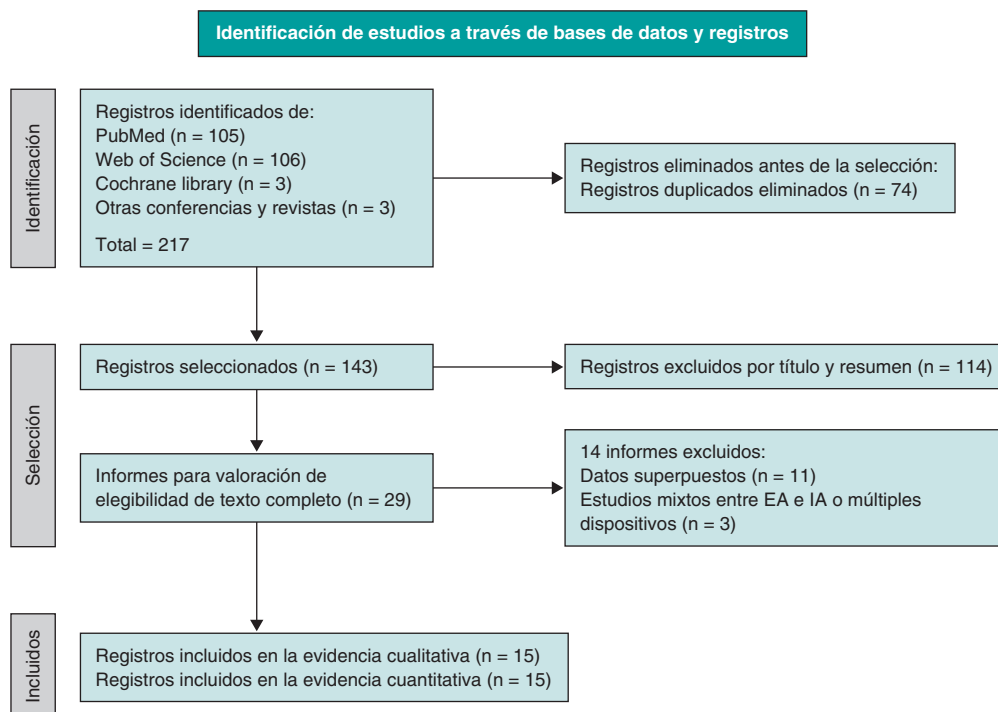 Identificación de estudios a través de bases de datos y registros
Identificación
Registros identificados de:
PubMed (n = 105)
Web of Science (n = 106)
Cochrane library (n = 3)
Otras conferencias y revistas (n = 3)
Total = 217
Registros eliminados antes de la selección:
Registros duplicados eliminados (n = 74)
Selección
Registros seleccionados (n = 143)
Registros excluidos por título y resumen (n = 114)
Informes para valoración de
elegibilidad de texto completo (n = 29)
14 informes excluidos:
Datos superpuestos (n = 11)
Estudios mixtos entre EA e IA o múltiples
dispositivos (n = 3)
Incluidos
Registros incluidos en la evidencia cualitativa (n = 15)
Registros incluidos en la evidencia cuantitativa (n = 15)